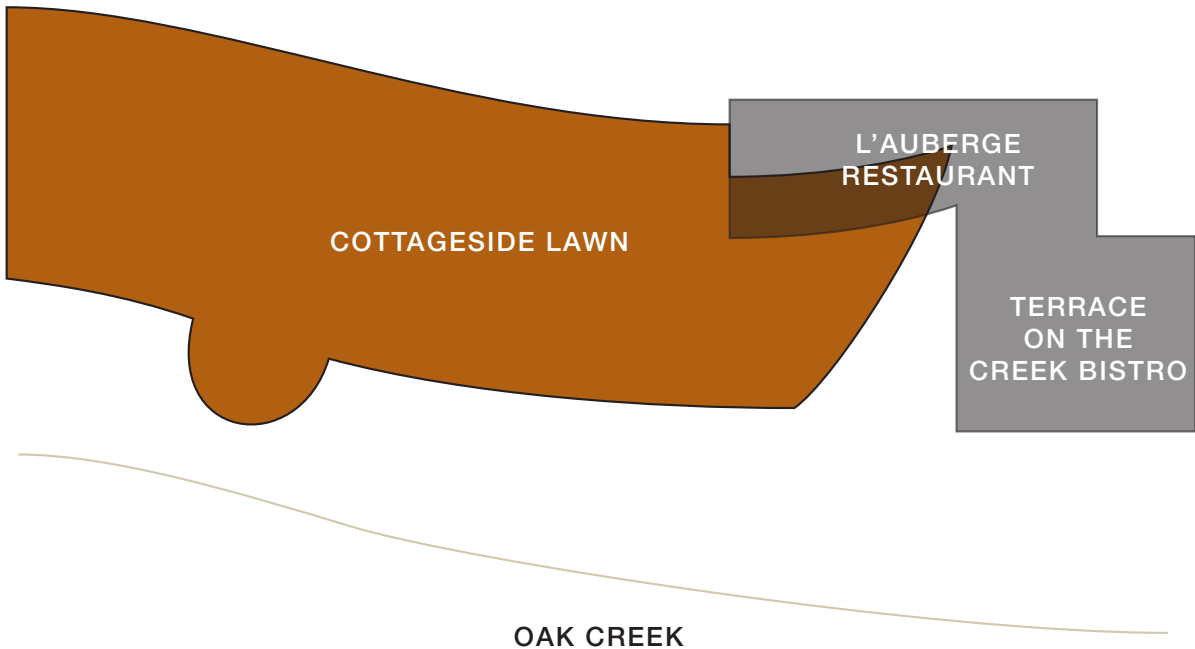 L’AUBERGE
RESTAURANT
COTTAGESIDE LAWN
TERRACE
ON THE
CREEK BISTRO
OAK CREEK